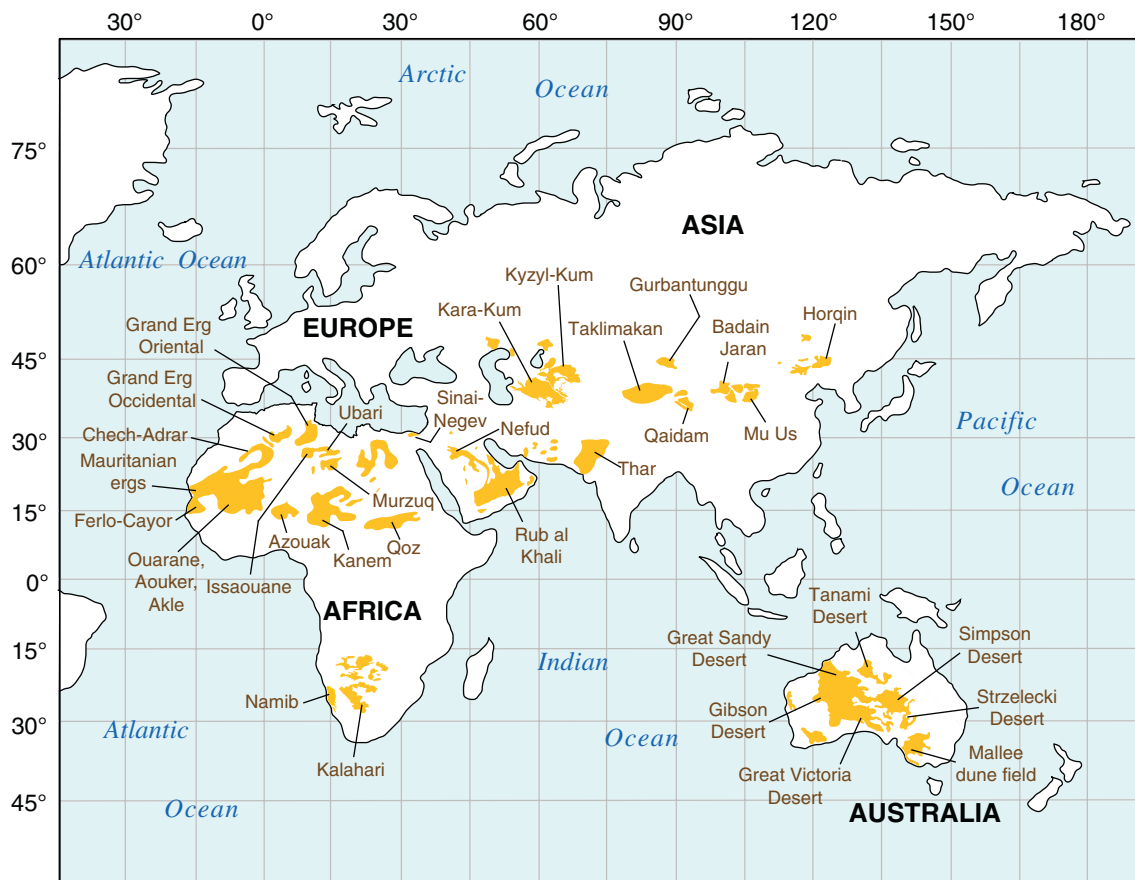 30° 0° 30° 60° 90° 120° 150° 180°
Arctic
Ocean
75°
ASIA
Atlantic Ocean
60°
Kyzyl-Kum
Gurbantunggu
Kara-Kum
Taklimakan
Badain
Jaran
Horqin
Grand Erg
Oriental
EUROPE
45°
Grand Erg
Occidental
Ubari
Sinai-
Negev
Nefud
Qaidam
Mu Us
Pacific
Ocean
Chech-Adrar
30°
Mauritanian
ergs
Thar
Murzuq
Ferlo-Cayor
15°
Azouak
Kanem
Qoz
Rub al
Khali
Ouarane,
Aouker,
Akle
Issaouane
0°
AFRICA
Tanami
Desert
Great Sandy
Desert
Simpson
Desert
15°
Indian
Ocean
Namib
Gibson
Desert
Strzelecki
Desert
30°
Atlantic
Ocean
Kalahari
Great Victoria
Desert
Mallee
dune field
45°
AUSTRALIA